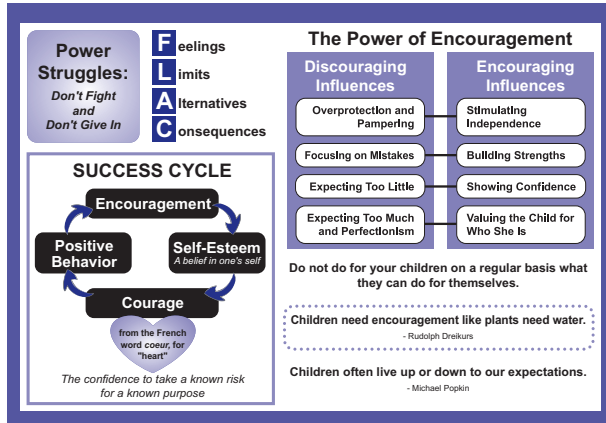 Power
Struggles:
Don't Fight
and
Don't Give In
Feelings
Limits
Alternatives
Consequences
SUCCESS CYCLE
Encouragement
Self-Esteem
A belief in one's self
Courage
Positive
Behavior
from the French
word coeur, for
"heart"
The confidence to take a known risk
for a known purpose
The Power of Encouragement
Discouraging
Influences
Encouraging
Influences
Overprotection and
Pampering
Stimulating
Independence
Focusing on Mistakes
Building Strengths
Expecting Too Little
Showing Confidence
Expecting Too Much
and Perfectionism
Valuing the Child for
Who She Is
Do not do for your children on a regular basis what
they can do for themselves.
Children need encouragement like plants need water.
- Rudolph Dreikurs
Children often live up or down to our expectations.
- Michael Popkin